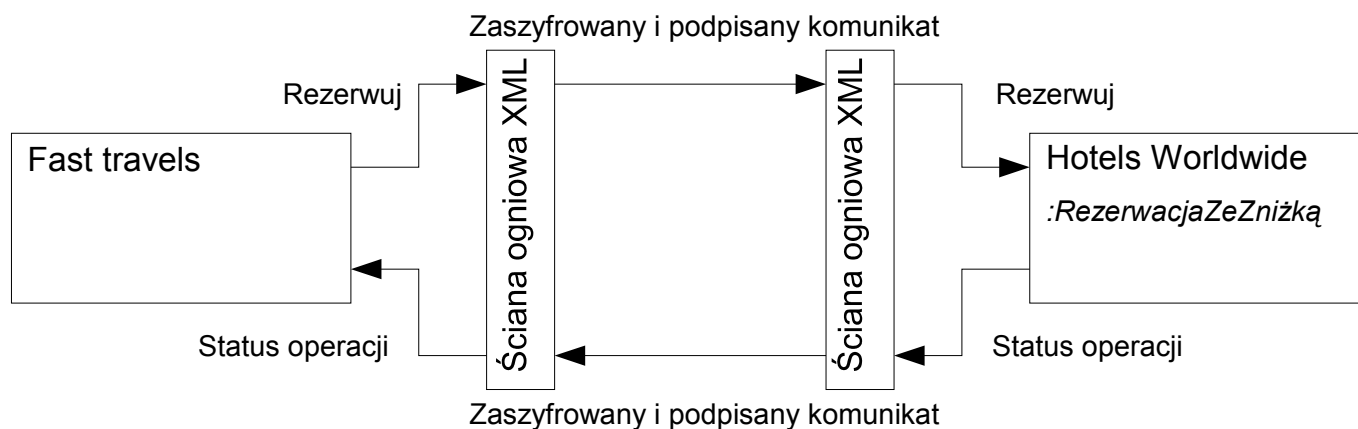 Zaszyfrowany i podpisany komunikat
Rezerwuj
Rezerwuj
Fast travels
Ściana ogniowa XML
Ściana ogniowa XML
Hotels Worldwide
:RezerwacjaZeZniżką
Status operacji
Status operacji
Zaszyfrowany i podpisany komunikat